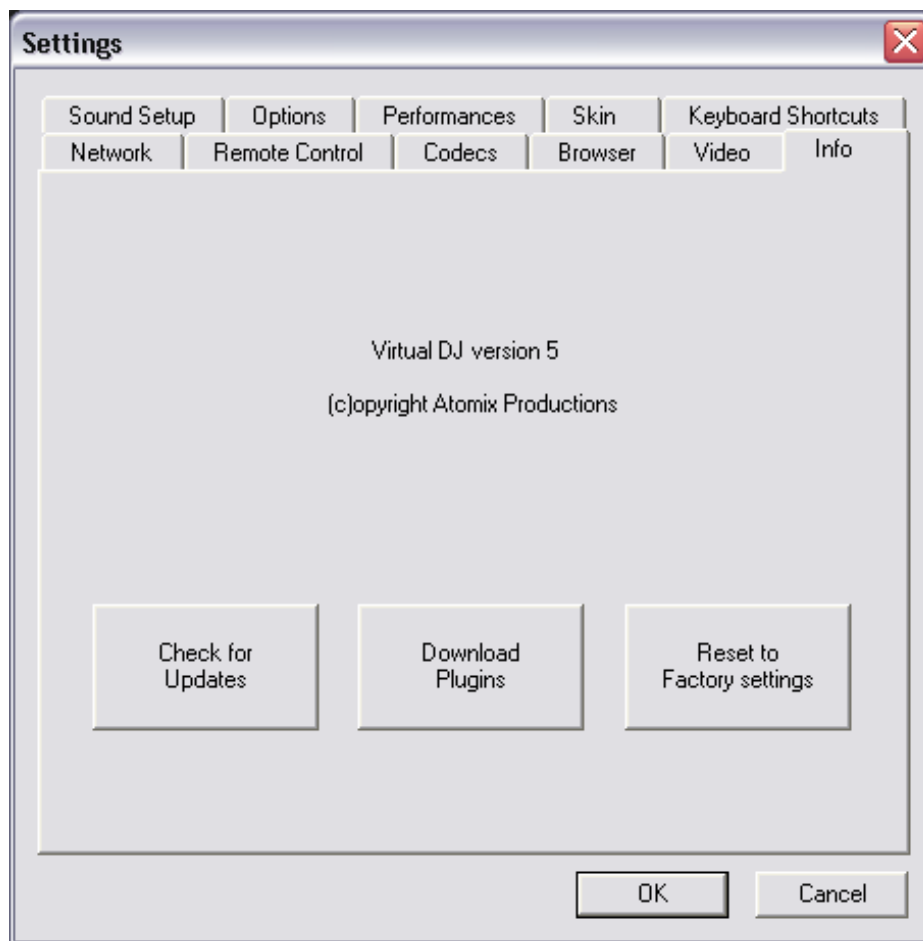 Settings
Sound Setup Options Performances Skin Keyboard Shortcuts
Network Remote Control Codecs Browser Video Info
Virtual DJ version 5
(c)opyright Atomix Productions
Check for
Updates
Download
Plugins
Reset to
Factory settings
OK Cancel